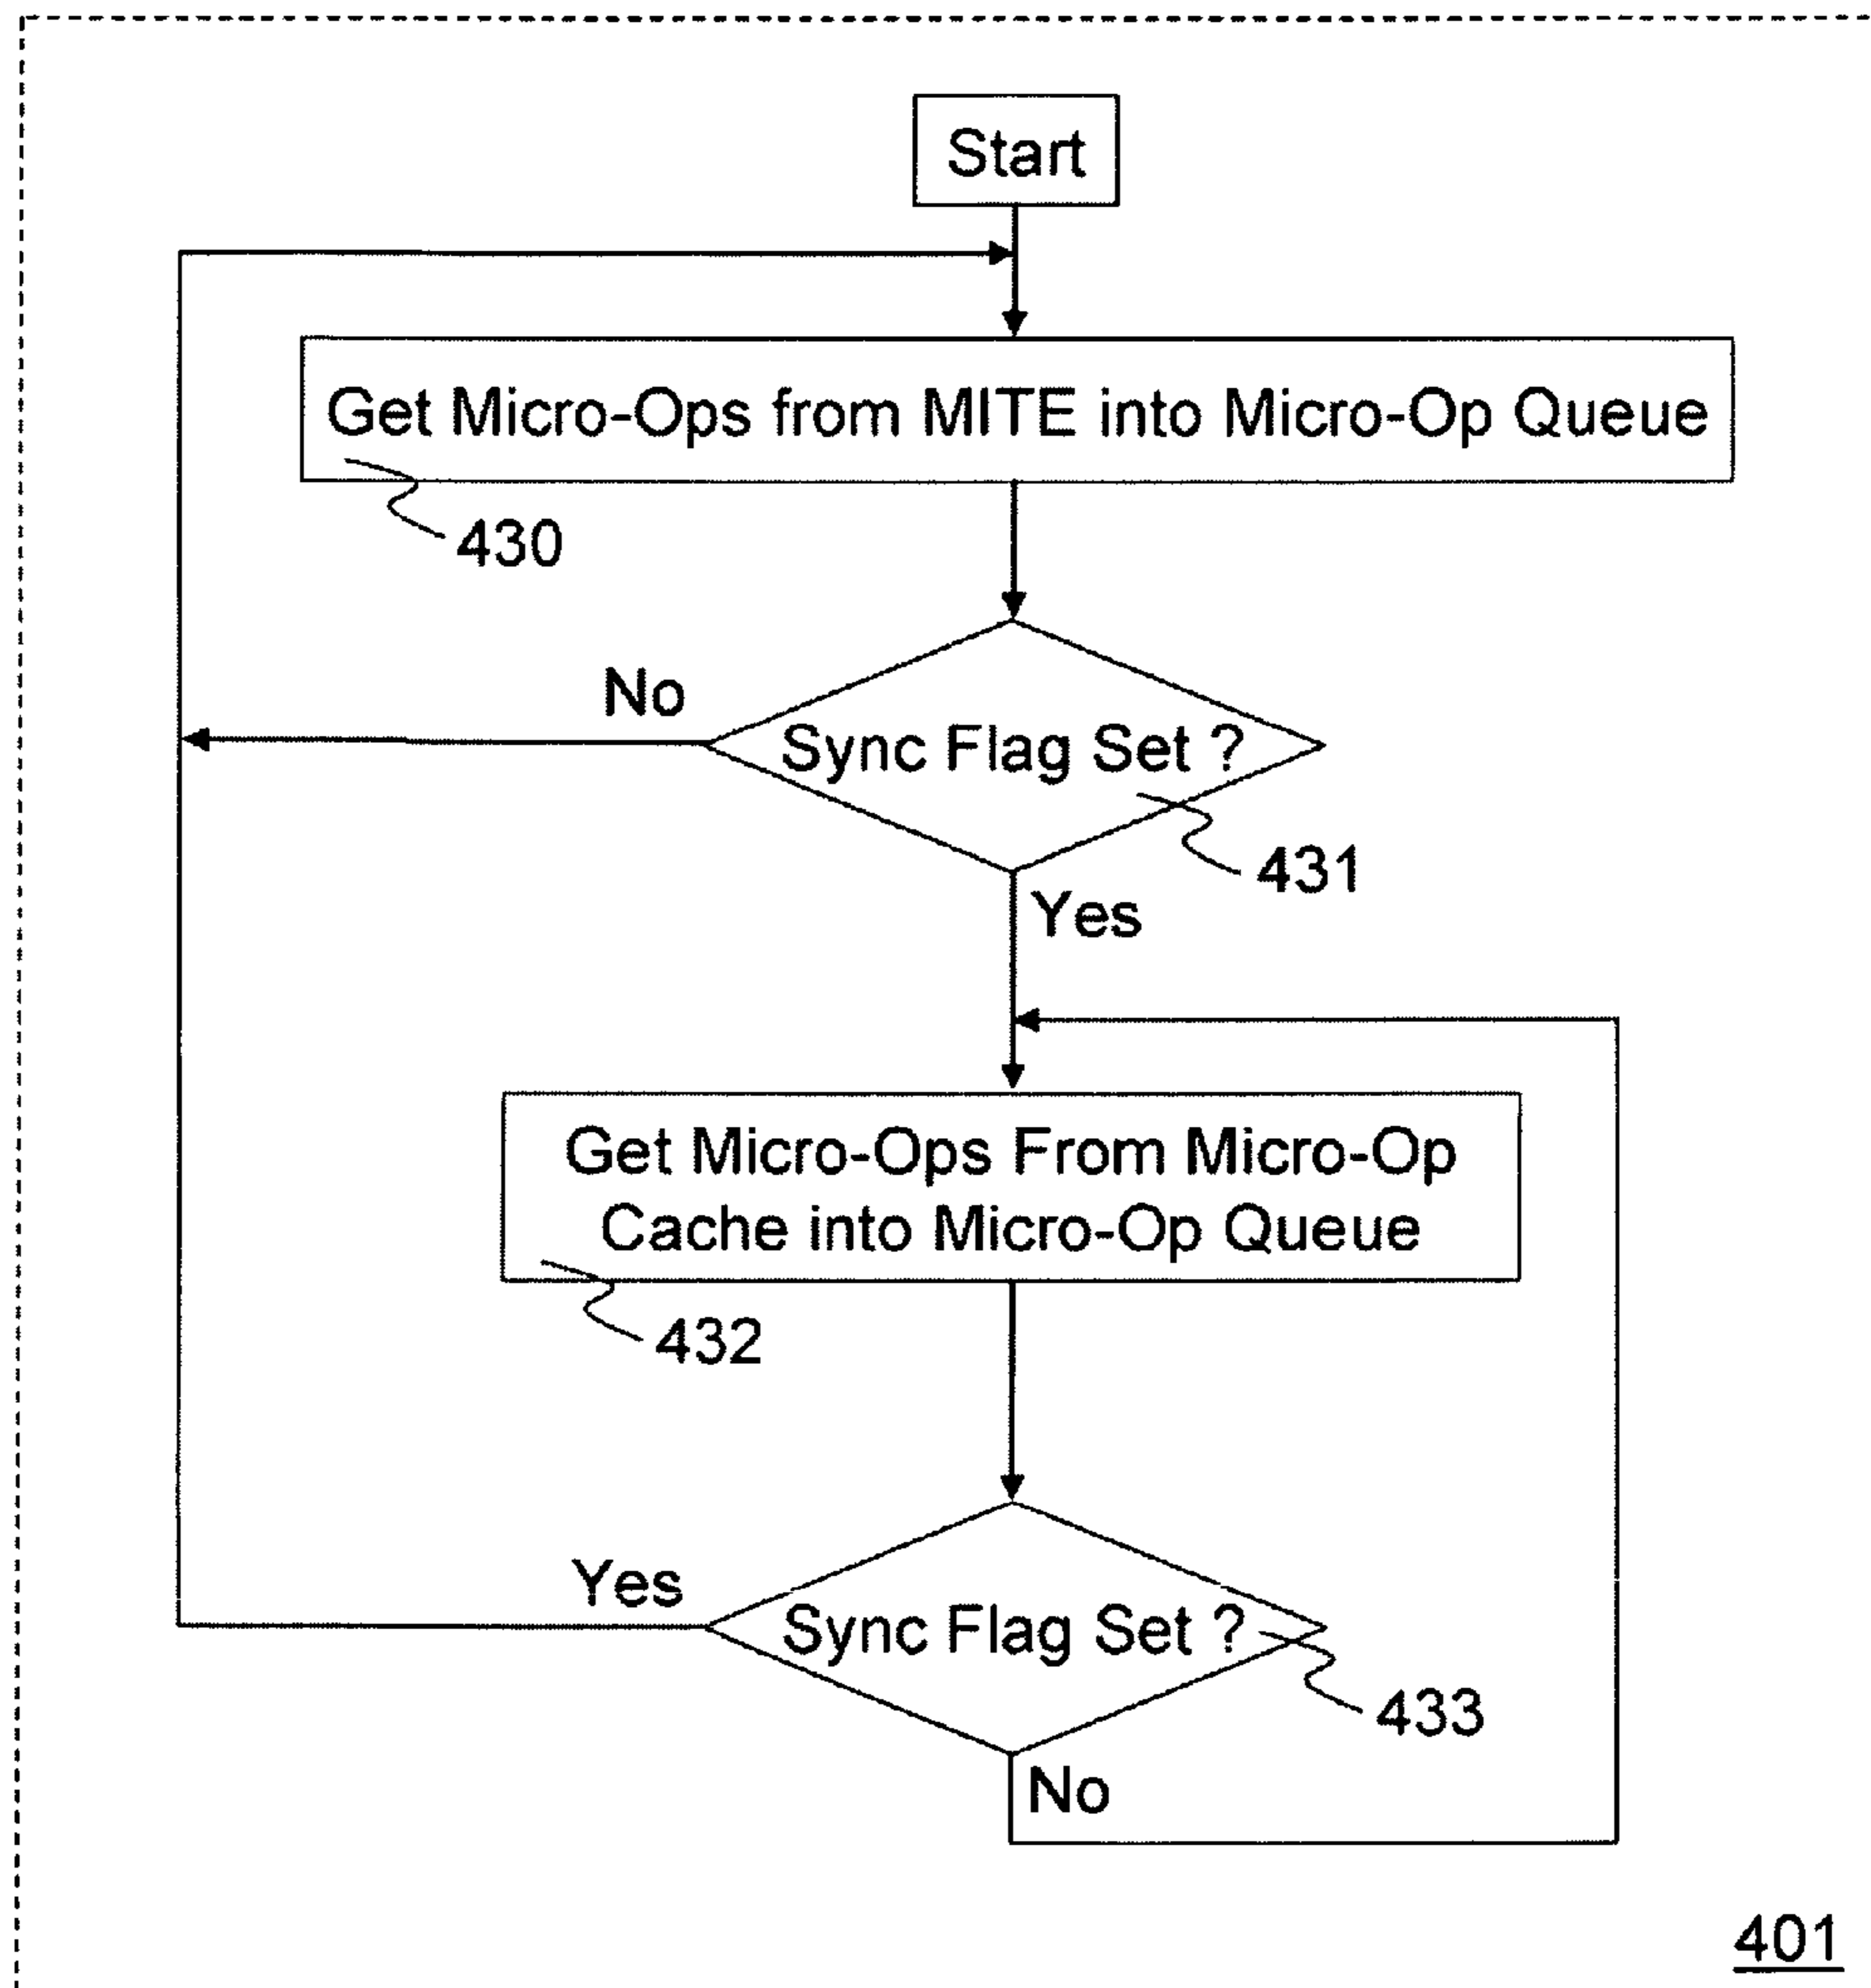 Start
Get Micro-Ops from MITE into Micro-Op Queue
430
No
Sync Flag Set ?
431
Yes
Get Micro-Ops From Micro-Op
Cache into Micro-Op Queue
432
Yes
Sync Flag Set ?
433
No
401